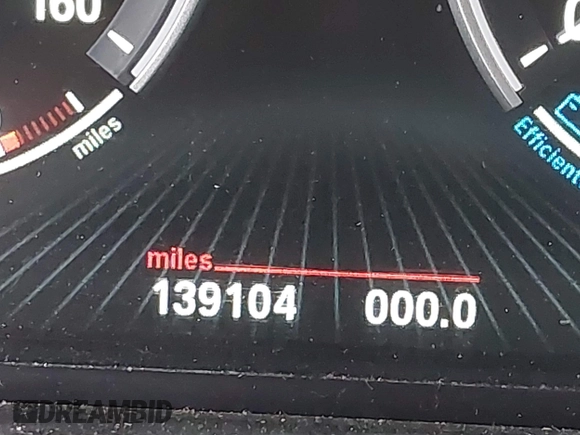 160
miles
Efficient
miles
139104 000.0
DREAMBID